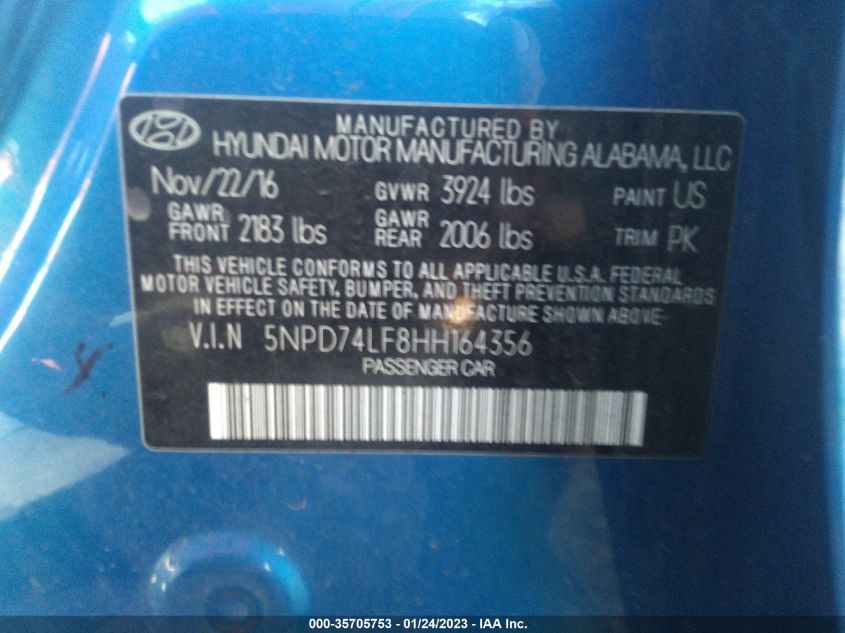 MANUFACTURED BY
HYUNDAI MOTOR MANUFACTURING ALABAMA, LLC
Nov/22/16 GVWR 3924 lbs PAINT US
GAWR FRONT 2183 lbs GAWR REAR 2006 lbs TRIM PK
THIS VEHICLE CONFORMS TO ALL APPLICABLE U.S.A. FEDERAL
MOTOR VEHICLE SAFETY, BUMPER, AND THEFT PREVENTION STANDARDS
IN EFFECT ON THE DATE OF MANUFACTURE SHOWN ABOVE.
V.I.N 5NPD74LF8HH164356
PASSENGER CAR
000-35705753 - 01/24/2023 - IAA Inc.